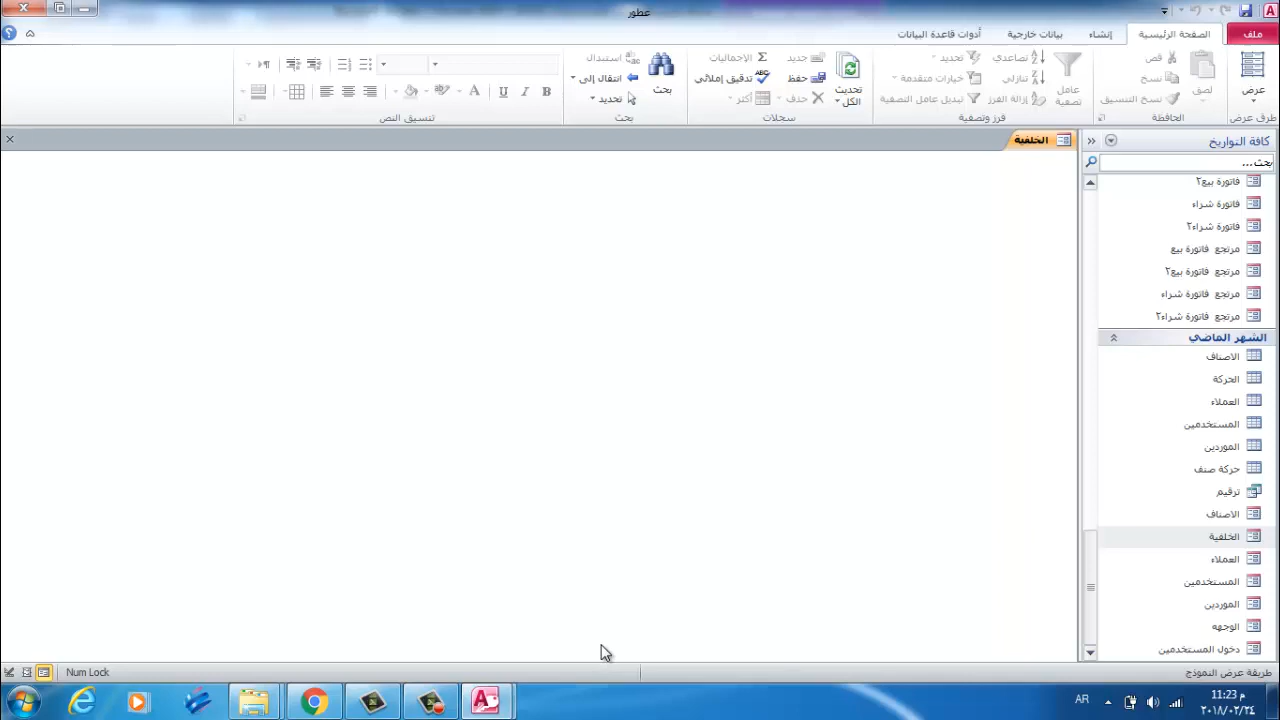 عطور
ملف
الصفحة الرئيسية
إنشاء
بيانات خارجية
أدوات قاعدة البيانات
عرض
طرق عرض
لصق
قص
نسخ
نسخ التنسيق
الحافظة
عامل تصفية
تصاعدي
تنازلي
إزالة الفرز
تحديد
خيارات متقدمة
تبديل عامل التصفية
فرز وتصفية
تحديث الكل
جديد
حفظ
حذف
الإجماليات
تدقيق إملائي
أكثر
سجلات
بحث
استبدال
انتقال إلى
تحديد
بحث
تنسيق النص
كافة التواريخ
الخلفية
بحث...
فاتورة بيع٢
فاتورة شراء
فاتورة شراء٢
مرتجع فاتورة بيع
مرتجع فاتورة بيع٢
مرتجع فاتورة شراء
مرتجع فاتورة شراء٢
الشهر الماضي
الاصناف
الحركة
العملاء
المستخدمين
الموردين
حركة صنف
ترقيم
الاصناف
الخلفية
العملاء
المستخدمين
الموردين
الوجهه
دخول المستخدمين
طريقة عرض النموذج
Num Lock
AR
11:23 م
٢٠١٨/٠٢/٢٤